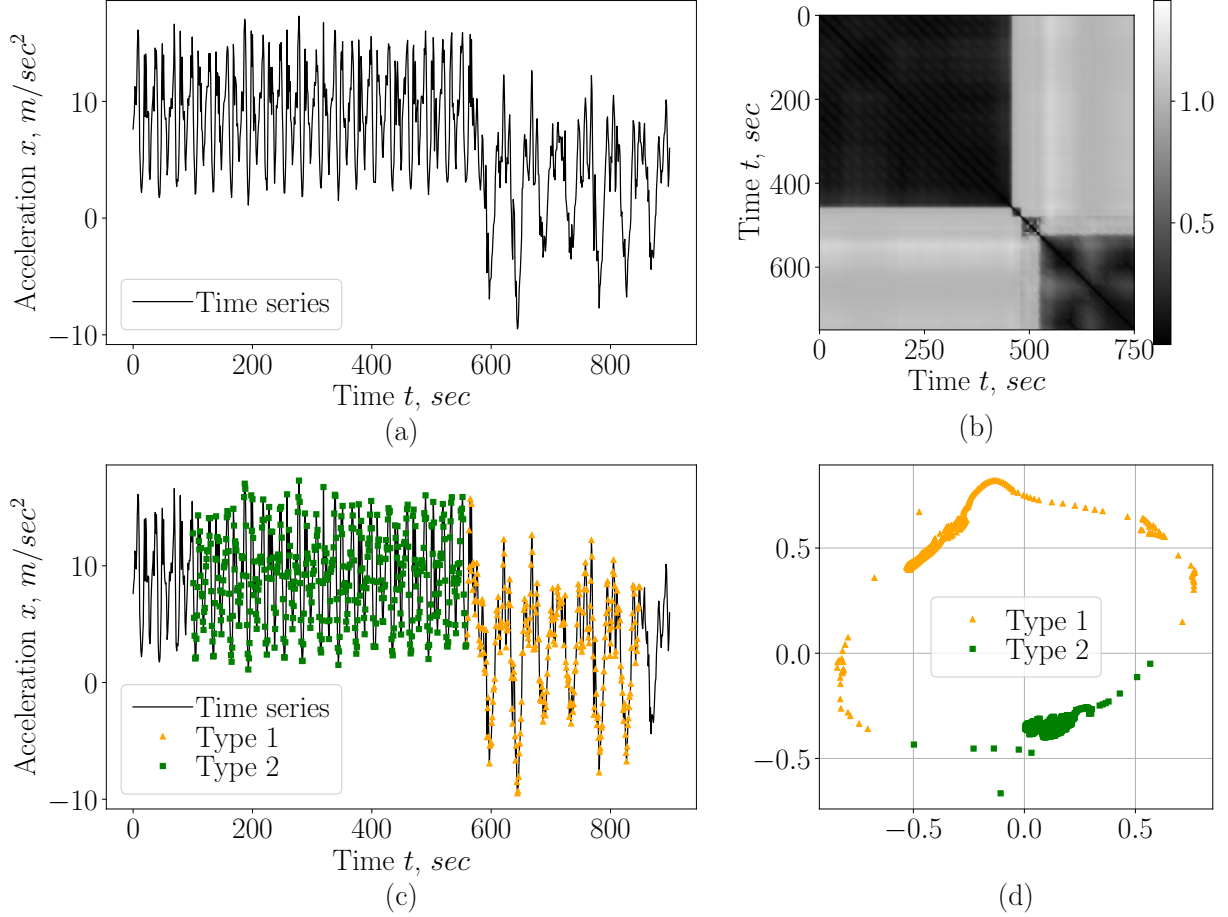 Acceleration x, m/sec²
10
0
−10
Time series
0 200 400 600 800
Time t, sec
(a)
Time t, sec
0
200
400
600
0 250 500 750
Time t, sec
1.0
0.5
(b)
Acceleration x, m/sec²
10
0
−10
Time series
Type 1
Type 2
0 200 400 600 800
Time t, sec
(c)
0.5
0.0
−0.5
Type 1
Type 2
−0.5 0.0 0.5
(d)